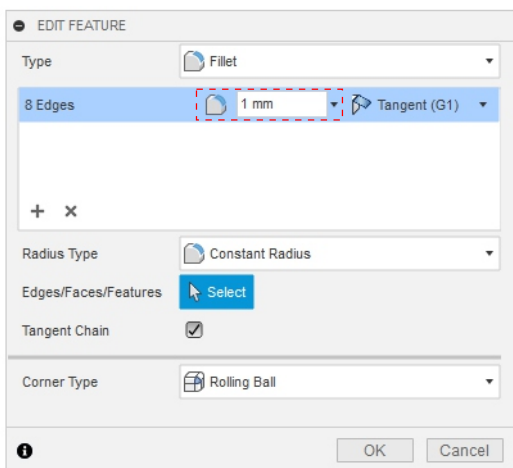 EDIT FEATURE
Type Fillet
8 Edges 1 mm Tangent (G1)
Radius Type Constant Radius
Edges/Faces/Features Select
Tangent Chain
Corner Type Rolling Ball
OK Cancel